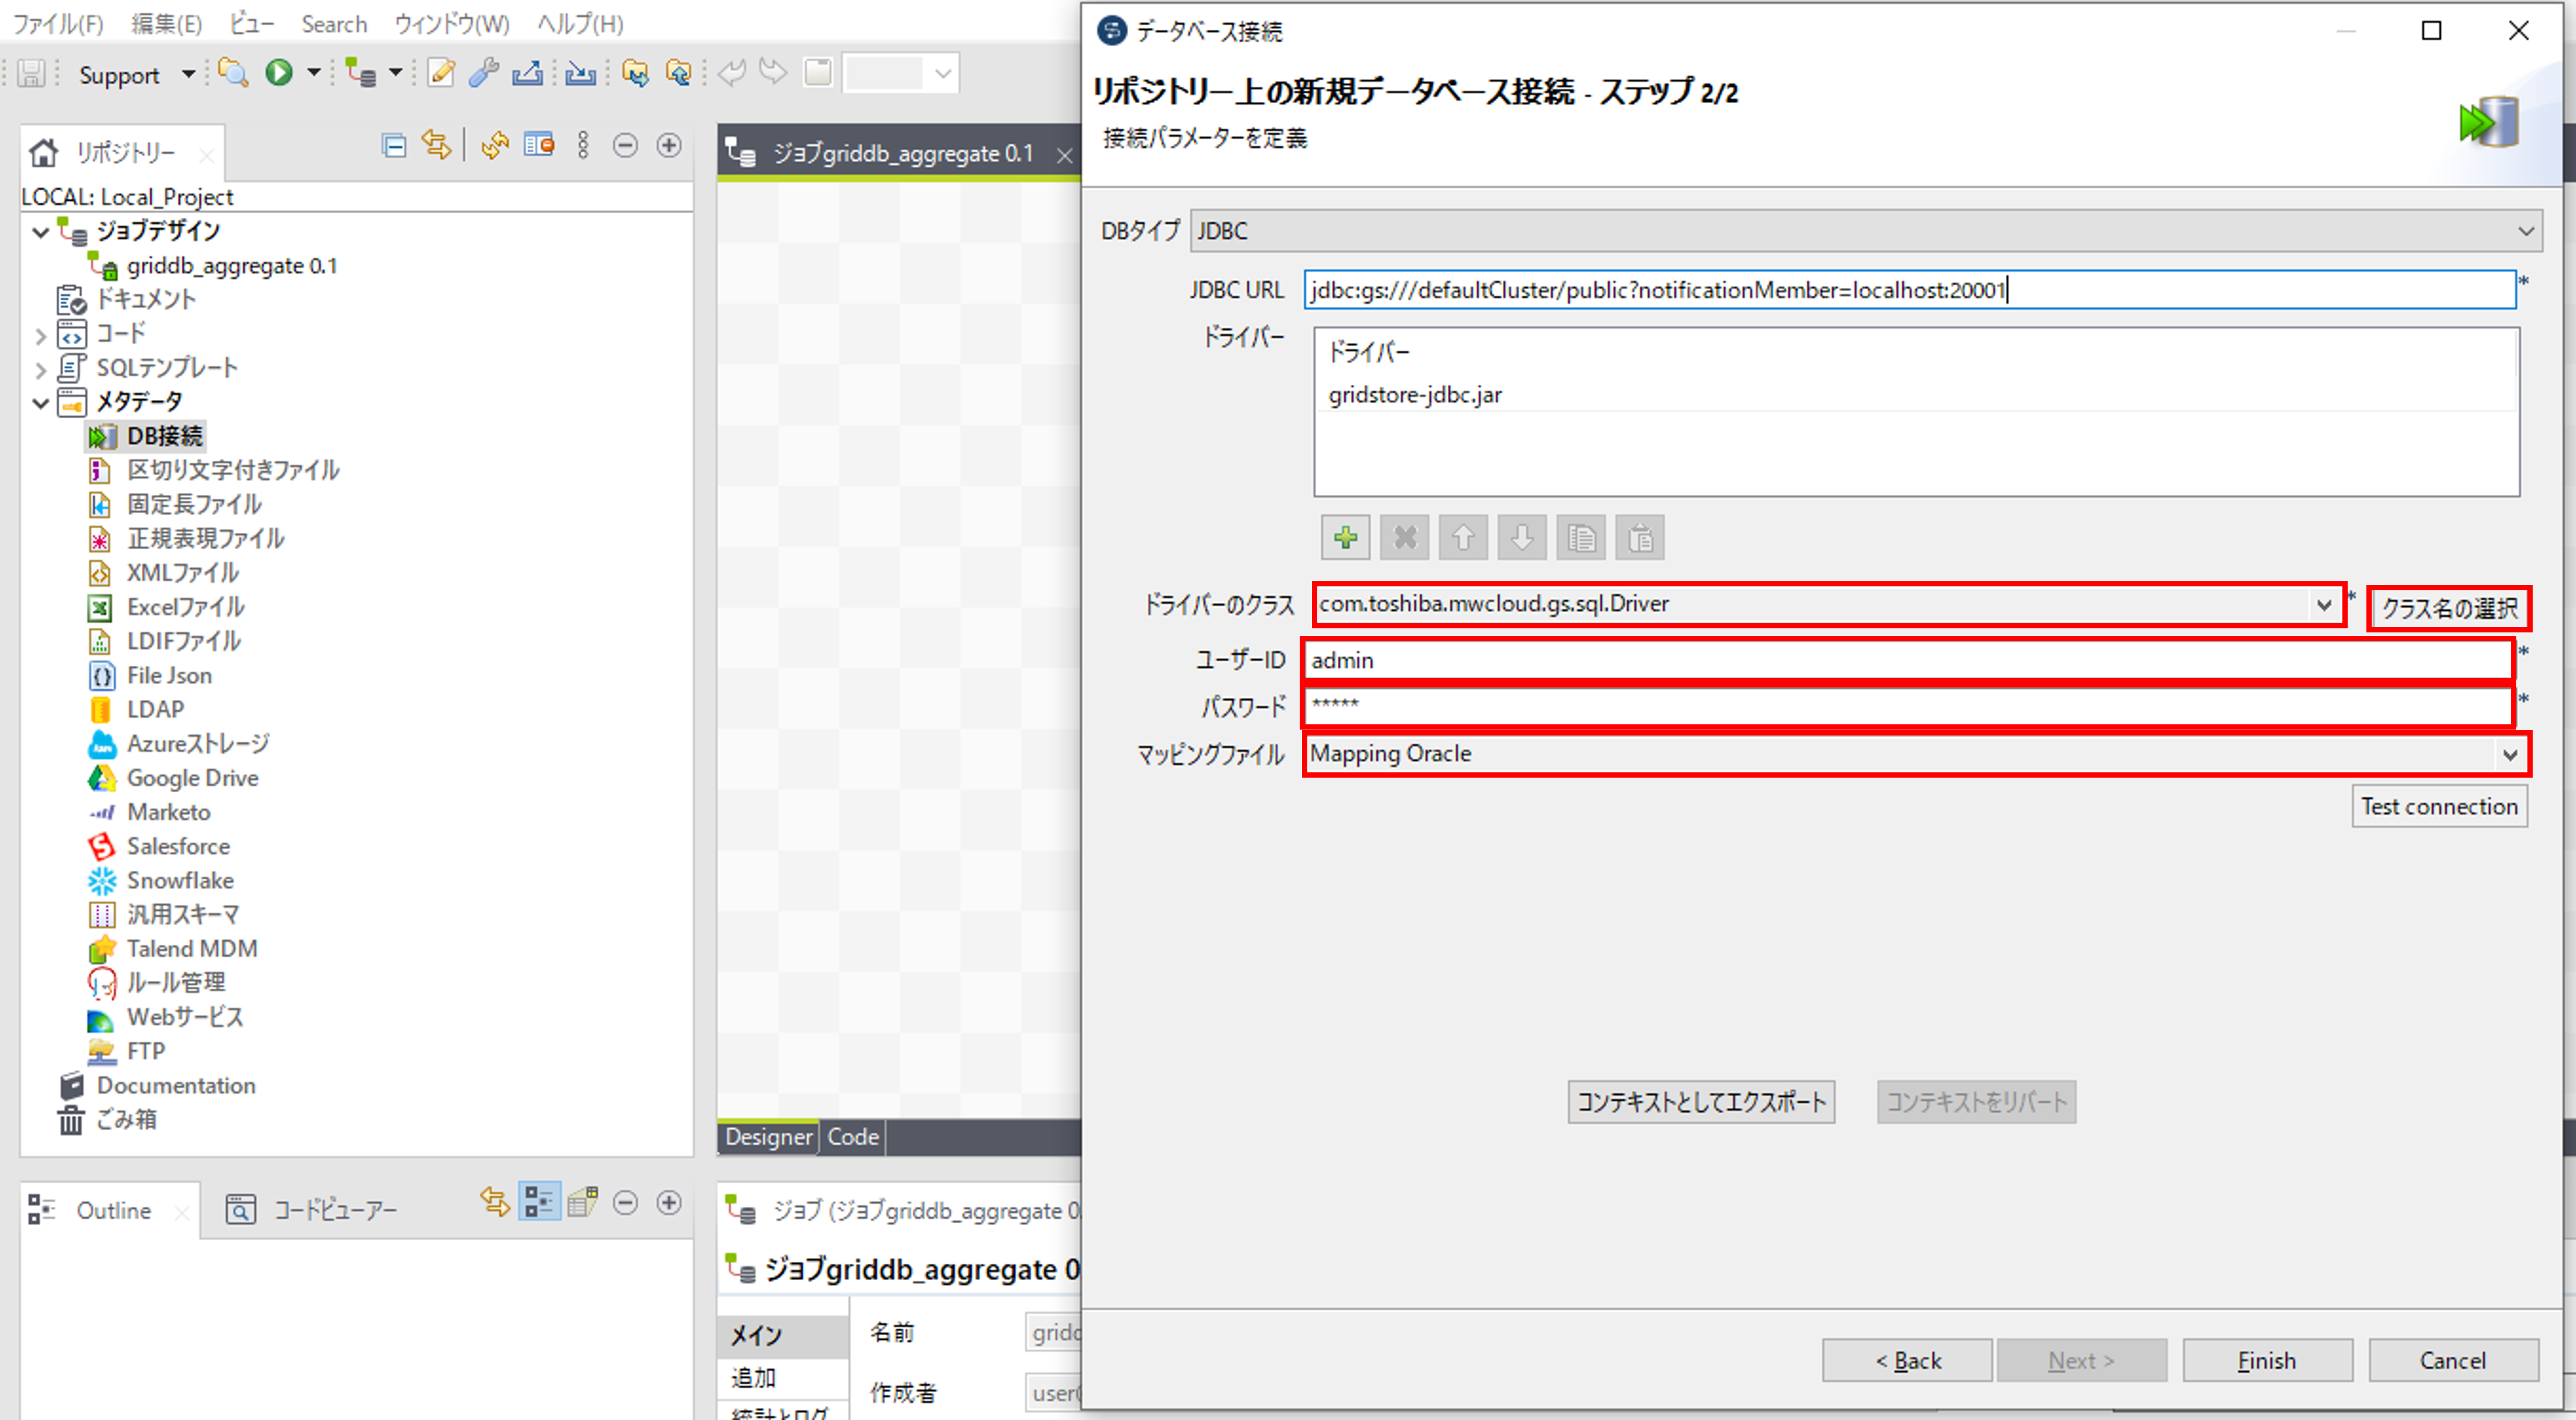 ファイル(F) 編集(E) ビュー Search ウィンドウ(W) ヘルプ(H)
Support
リポジトリー
LOCAL: Local_Project
ジョブデザイン
griddb_aggregate 0.1
ドキュメント
コード
SQLテンプレート
メタデータ
DB接続
区切り文字付きファイル
固定長ファイル
正規表現ファイル
XMLファイル
Excelファイル
LDIFファイル
File Json
LDAP
Azureストレージ
Google Drive
Marketo
Salesforce
Snowflake
汎用スキーマ
Talend MDM
ルール管理
Webサービス
FTP
Documentation
ごみ箱
Outline
コードビューアー
ジョブgriddb_aggregate 0.1
Designer Code
ジョブ (ジョブgriddb_aggregate 0.
ジョブgriddb_aggregate 0
メイン
追加
統計とログ
名前
作成者
データベース接続
リポジトリー上の新規データベース接続 - ステップ 2/2
接続パラメーターを定義
DBタイプ JDBC
JDBC URL jdbc:gs:///defaultCluster/public?notificationMember=localhost:20001 *
ドライバー
ドライバー
gridstore-jdbc.jar
ドライバーのクラス com.toshiba.mwcloud.gs.sql.Driver * クラス名の選択
ユーザーID admin *
パスワード ***** *
マッピングファイル Mapping Oracle
Test connection
コンテキストとしてエクスポート コンテキストをリバート
< Back Next > Finish Cancel